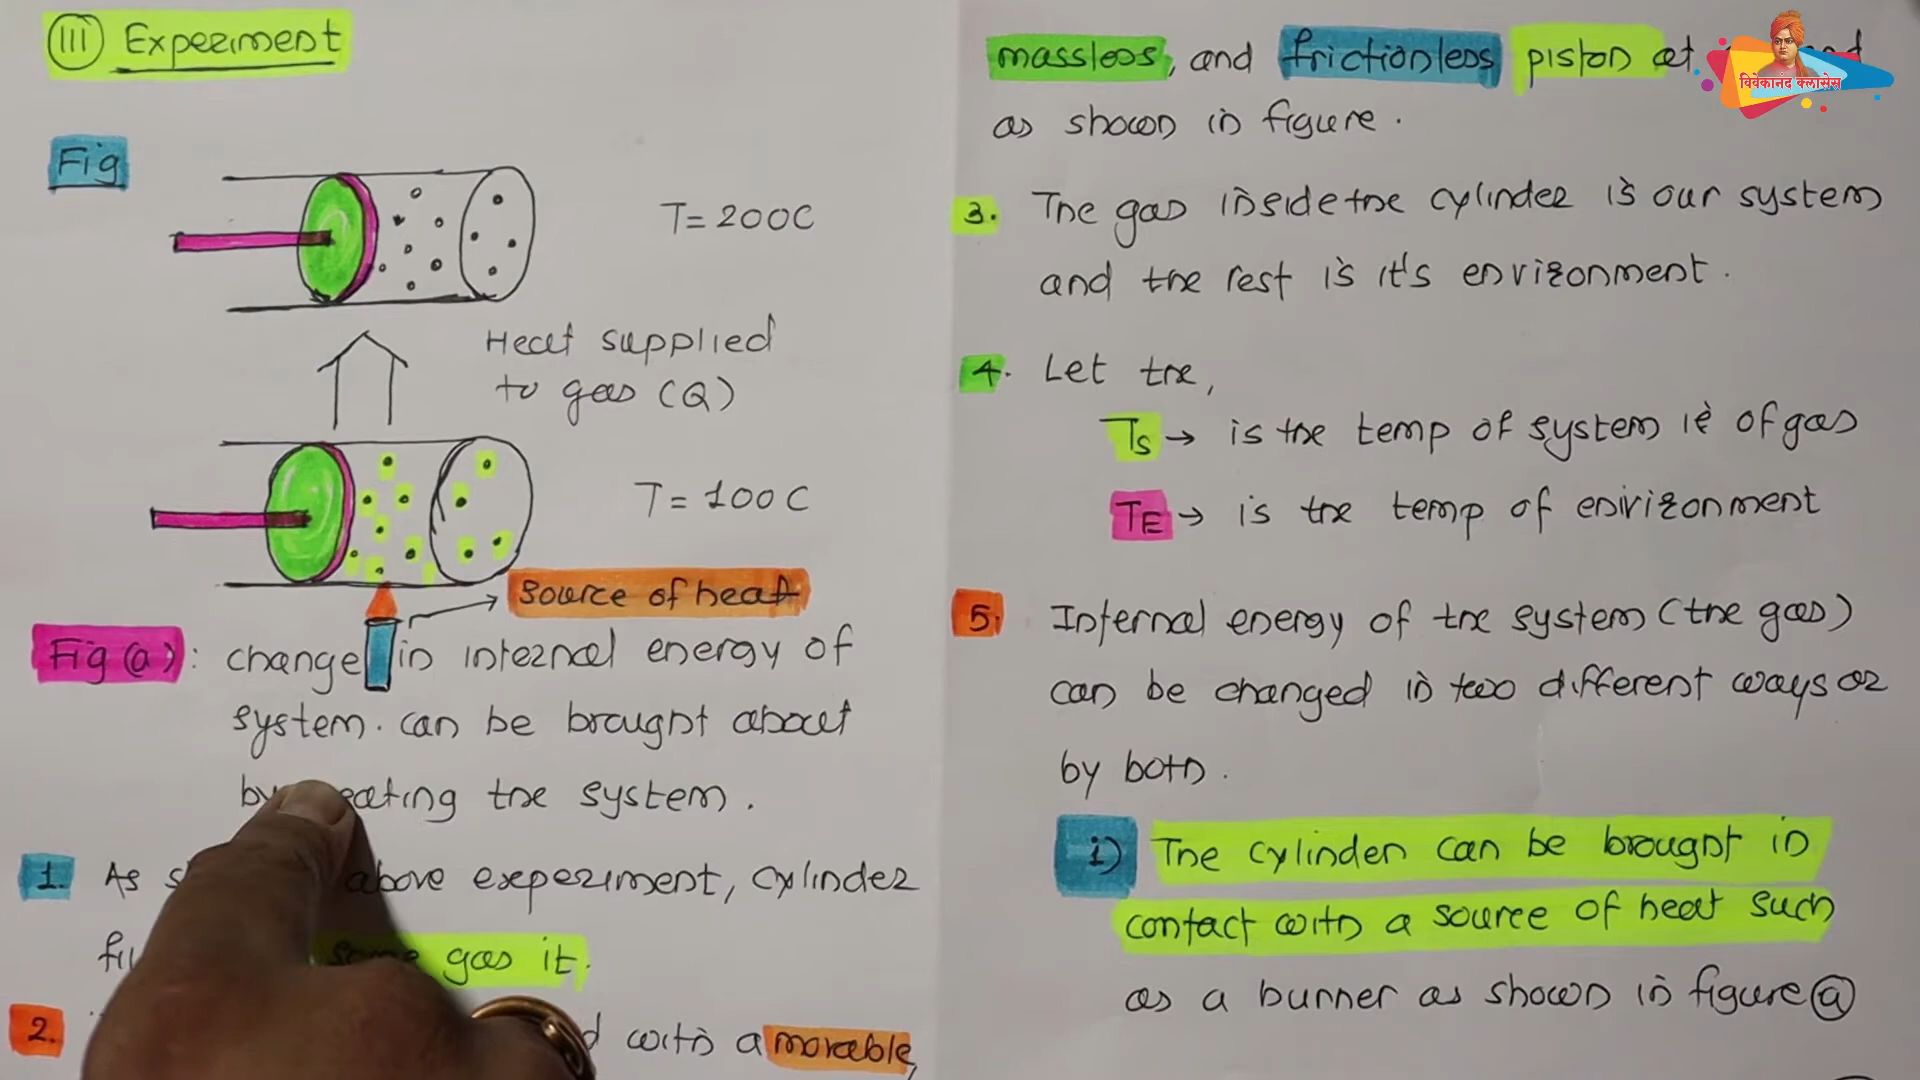 III Experiment
Fig
T= 200C
Heat supplied
to gas (Q)
T= 100C
Source of heat
Fig (a): change in internal energy of
system. can be brought about
by heating the system.
1. As above experiment, cylinder
some gas it.
2. with a movable,
massless, and frictionless piston at
as shown in figure.
3. The gas inside the cylinder is our system
and the rest is it's environment.
4. Let the,
TS → is the temp of system ie of gas
TE → is the temp of environment
5. Internal energy of the system (the gas)
can be changed in two different ways or
by both.
i) The cylinder can be brought in
contact with a source of heat such
as a burner as shown in figure (a)
विवेकानंद क्लासेस